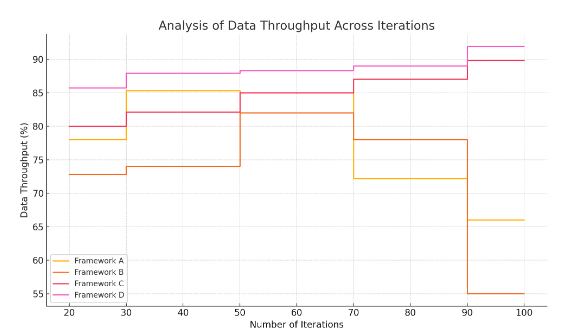 Analysis of Data Throughput Across Iterations
Data Throughput (%)
90
85
80
75
70
65
60
55
Framework A
Framework B
Framework C
Framework D
20 30 40 50 60 70 80 90 100
Number of Iterations